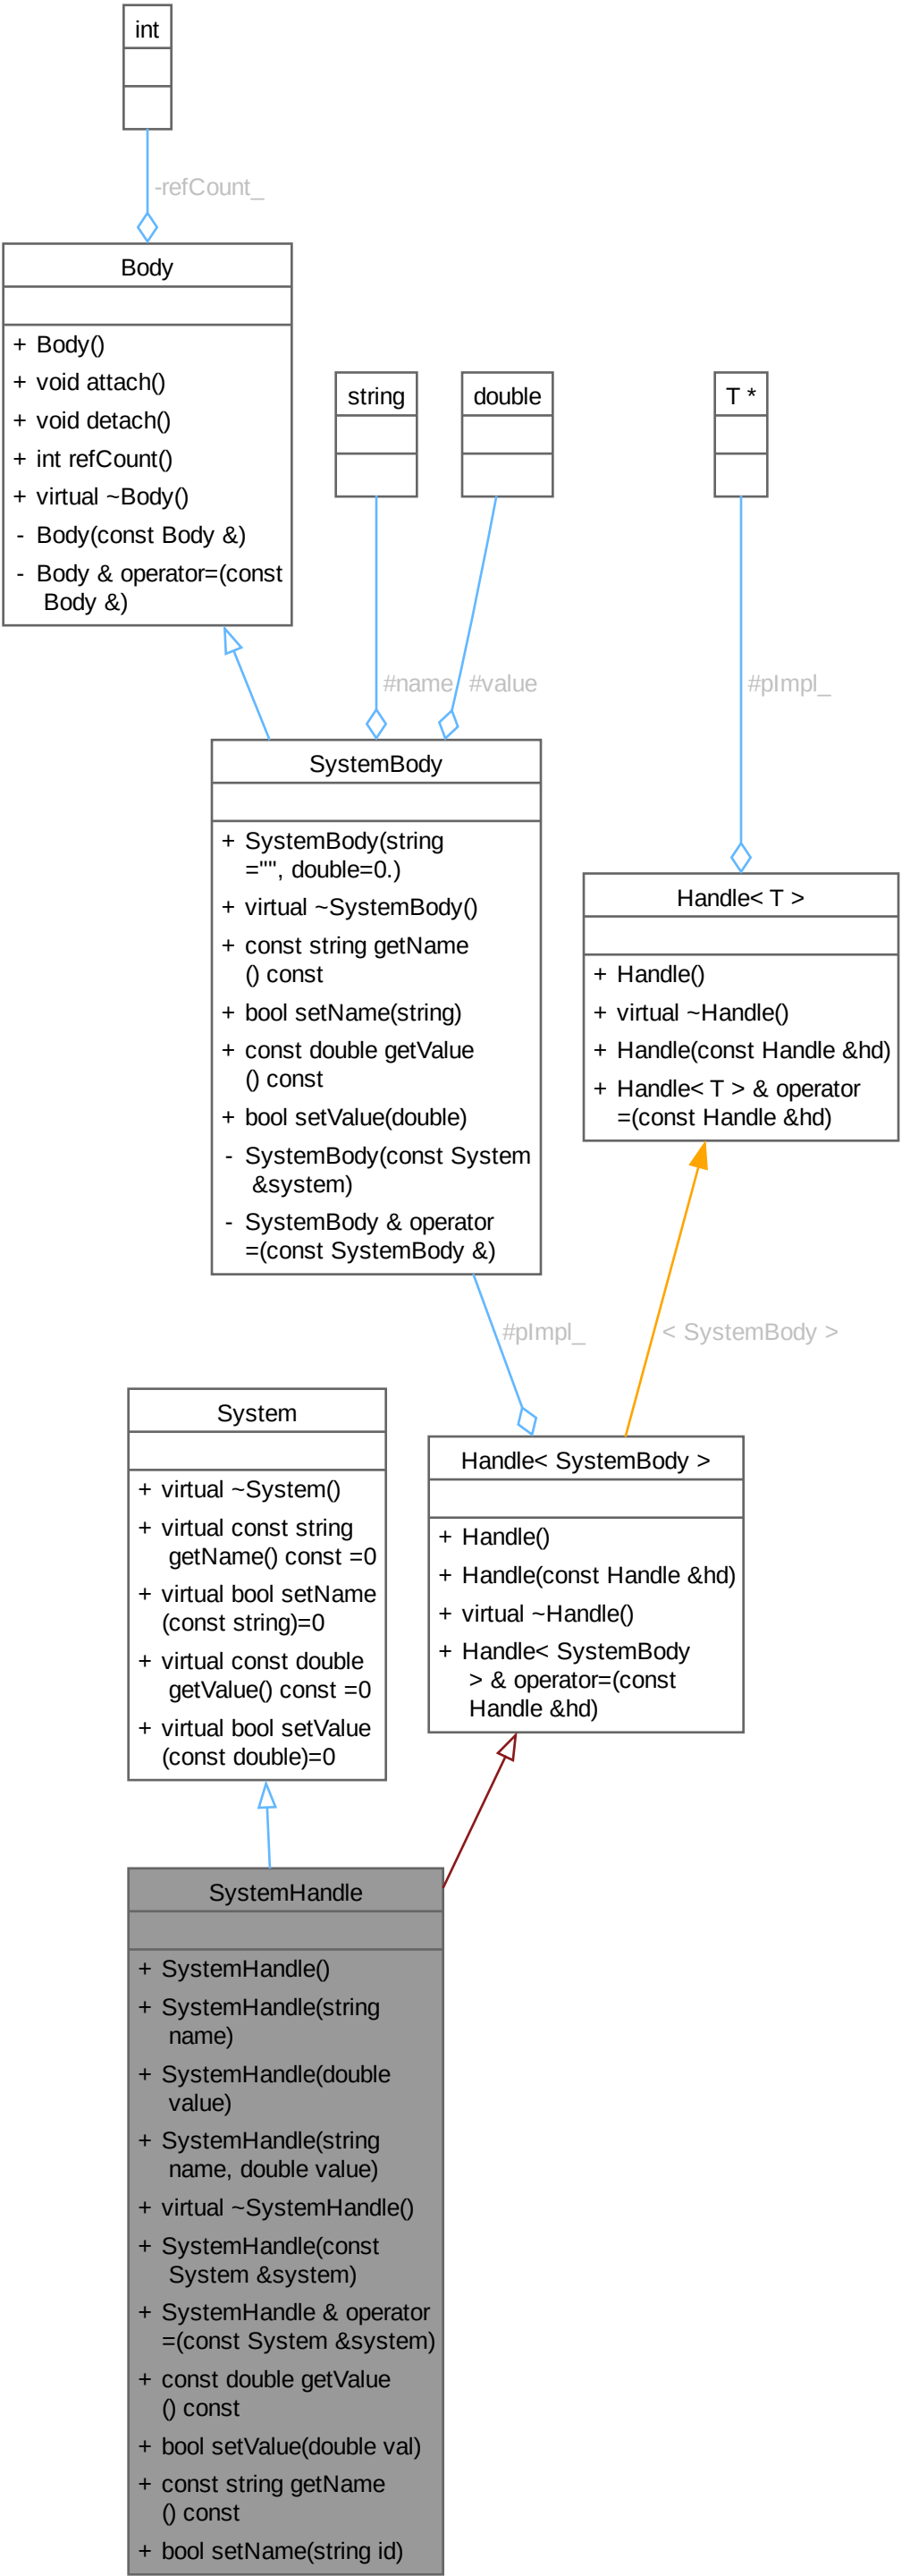 int
-refCount_
Body
+ Body()
+ void attach()
+ void detach()
+ int refCount()
+ virtual ~Body()
- Body(const Body &)
- Body & operator=(const
Body &)
string
double
T *
#name
#value
#pImpl_
SystemBody
+ SystemBody(string
="", double=0.)
+ virtual ~SystemBody()
+ const string getName
() const
+ bool setName(string)
+ const double getValue
() const
+ bool setValue(double)
- SystemBody(const System
&system)
- SystemBody & operator
=(const SystemBody &)
Handle< T >
+ Handle()
+ virtual ~Handle()
+ Handle(const Handle &hd)
+ Handle< T > & operator
=(const Handle &hd)
#pImpl_
< SystemBody >
System
+ virtual ~System()
+ virtual const string
getName() const =0
+ virtual bool setName
(const string)=0
+ virtual const double
getValue() const =0
+ virtual bool setValue
(const double)=0
Handle< SystemBody >
+ Handle()
+ Handle(const Handle &hd)
+ virtual ~Handle()
+ Handle< SystemBody
> & operator=(const
Handle &hd)
SystemHandle
+ SystemHandle()
+ SystemHandle(string
name)
+ SystemHandle(double
value)
+ SystemHandle(string
name, double value)
+ virtual ~SystemHandle()
+ SystemHandle(const
System &system)
+ SystemHandle & operator
=(const System &system)
+ const double getValue
() const
+ bool setValue(double val)
+ const string getName
() const
+ bool setName(string id)